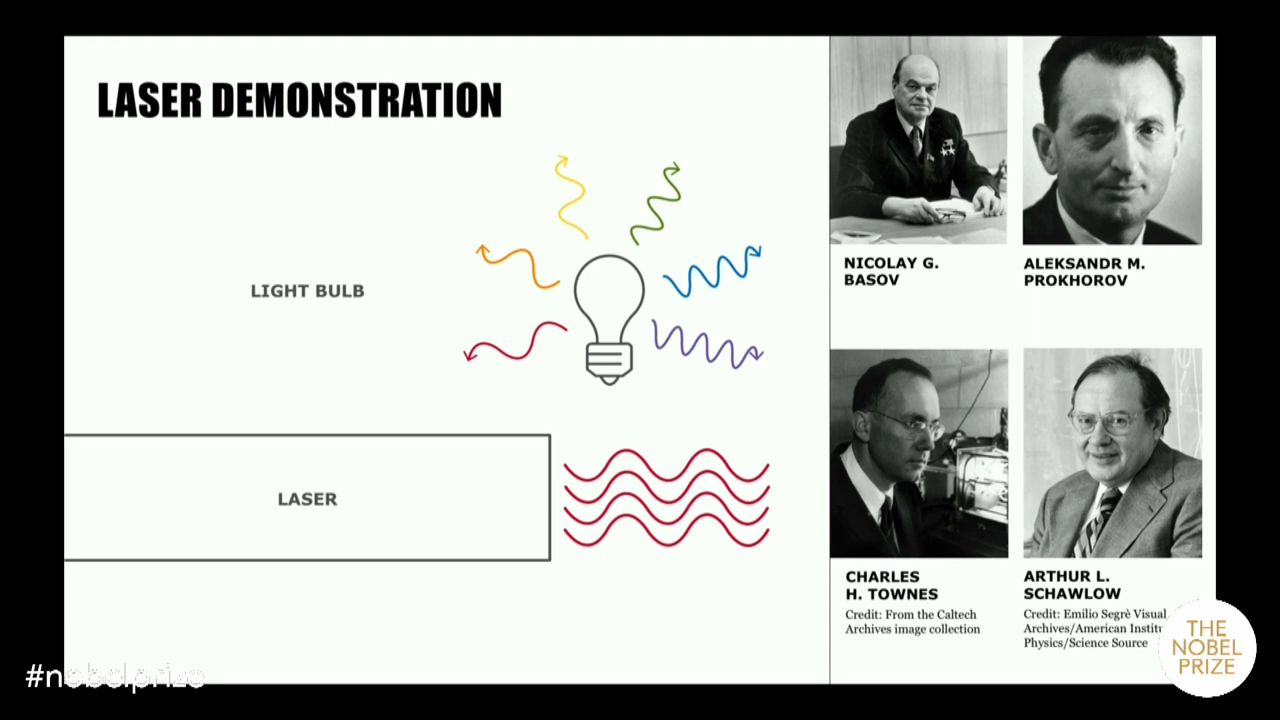 LASER DEMONSTRATION
LIGHT BULB
LASER
NICOLAY G.
BASOV
ALEKSANDR M.
PROKHOROV
CHARLES
H. TOWNES
Credit: From the Caltech
Archives image collection
ARTHUR L.
SCHAWLOW
Credit: Emilio Segrè Visual
Archives/American
Physics/Science Source
THE
NOBEL
PRIZE
#nobelprize